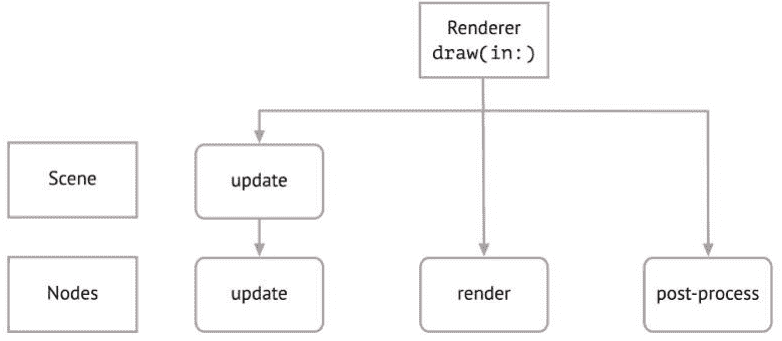 Renderer
draw(in:)
Scene
update
Nodes
update
render
post-process